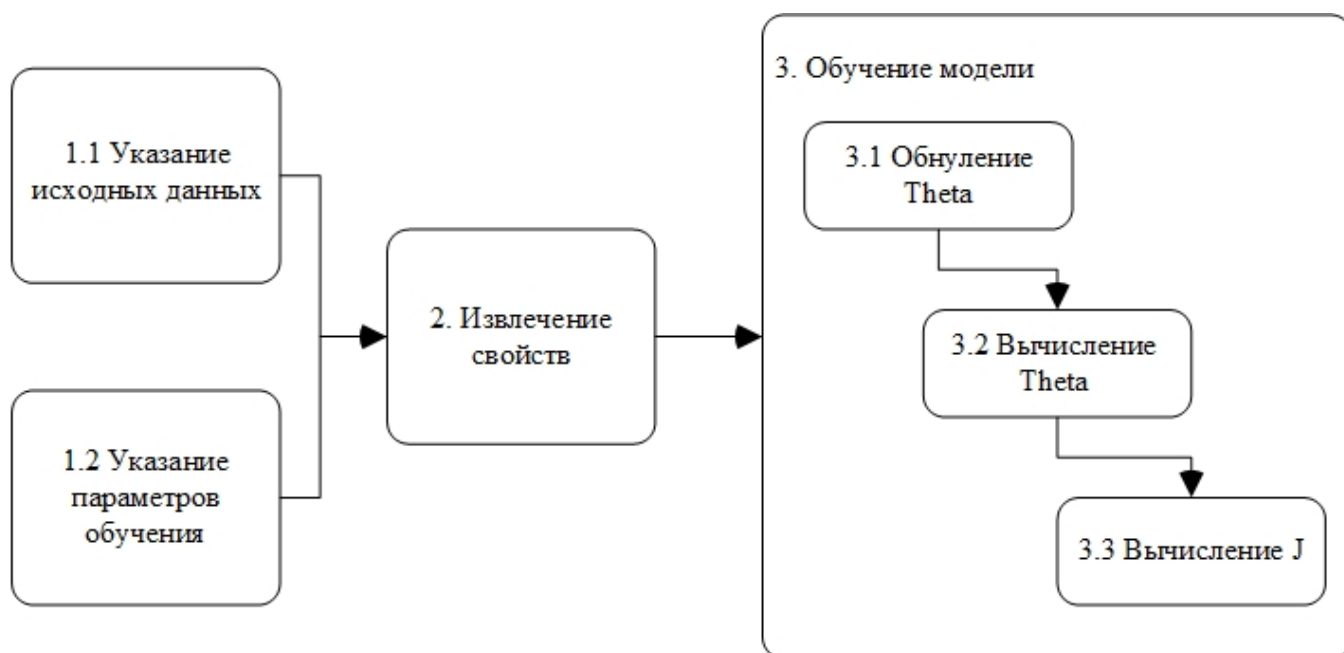 1.1 Указание
исходных данных
1.2 Указание
параметров
обучения
2. Извлечение
свойств
3. Обучение модели
3.1 Обнуление
Theta
3.2 Вычисление
Theta
3.3 Вычисление J